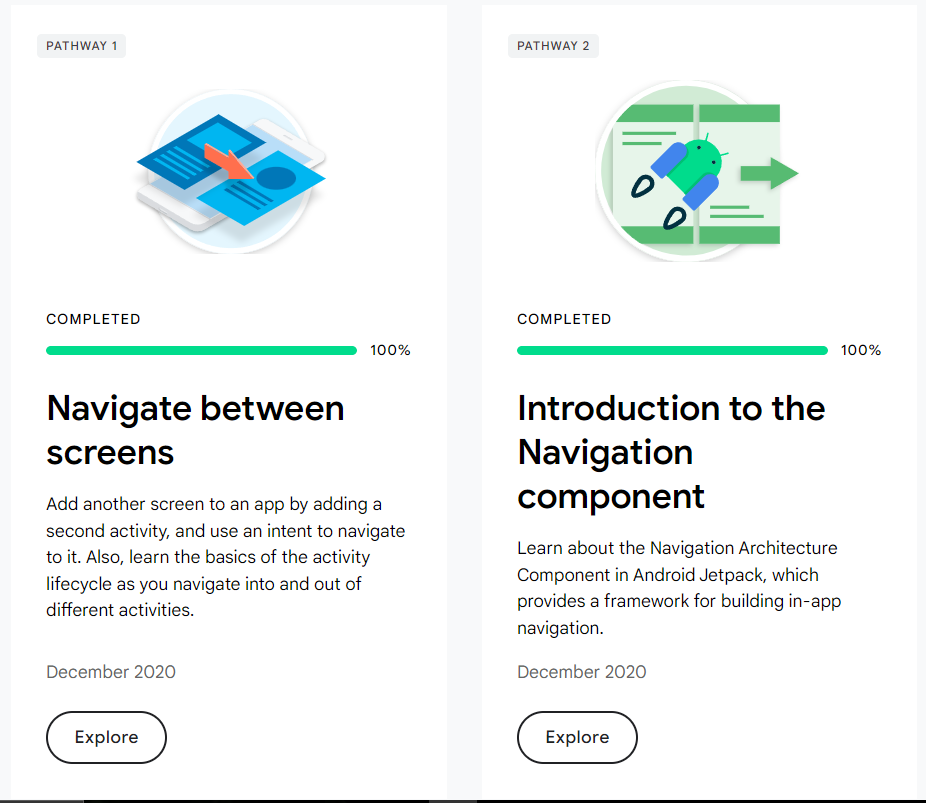 PATHWAY 1
COMPLETED
100%
Navigate between
screens
Add another screen to an app by adding a
second activity, and use an intent to navigate
to it. Also, learn the basics of the activity
lifecycle as you navigate into and out of
different activities.
December 2020
Explore
PATHWAY 2
COMPLETED
100%
Introduction to the
Navigation
component
Learn about the Navigation Architecture
Component in Android Jetpack, which
provides a framework for building in-app
navigation.
December 2020
Explore